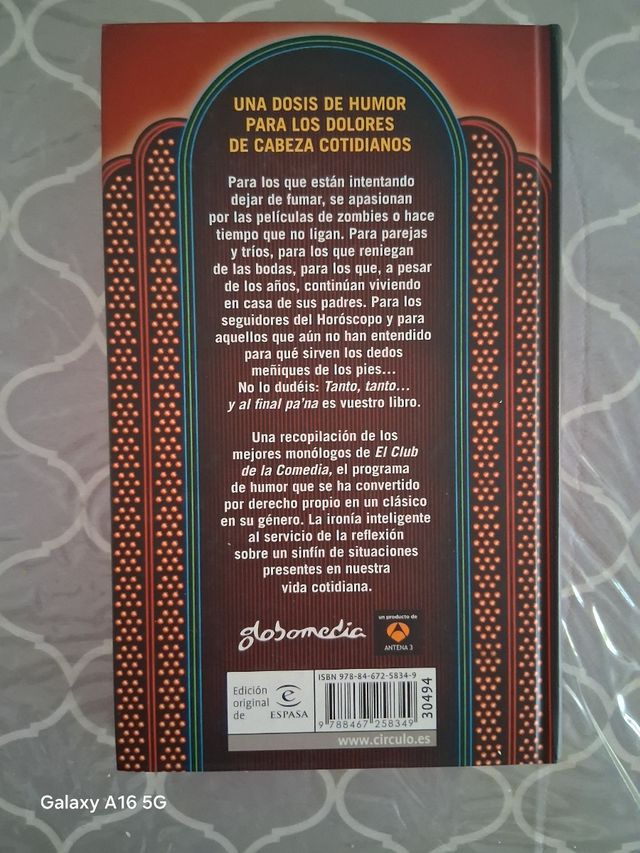 UNA DOSIS DE HUMOR
PARA LOS DOLORES
DE CABEZA COTIDIANOS
Para los que están intentando
dejar de fumar, se apasionan
por las películas de zombies o hace
tiempo que no ligan. Para parejas
y tríos, para los que reniegan
de las bodas, para los que, a pesar
de los años, continúan viviendo
en casa de sus padres. Para los
seguidores del Horóscopo y para
aquellos que aún no han entendido
para qué sirven los dedos
meñiques de los pies...
No lo dudéis: Tanto, tanto...
y al final pa'na es vuestro libro.
Una recopilación de los
mejores monólogos de El Club
de la Comedia, el programa
de humor que se ha convertido
por derecho propio en un clásico
en su género. La ironía inteligente
al servicio de la reflexión
sobre un sinfín de situaciones
presentes en nuestra
vida cotidiana.
globomedia
un producto de
ANTENA 3
Edición
original
de
e
ESPASA
ISBN 978-84-672-5834-9
9 788467 258349
30494
www.circulo.es
Galaxy A16 5G